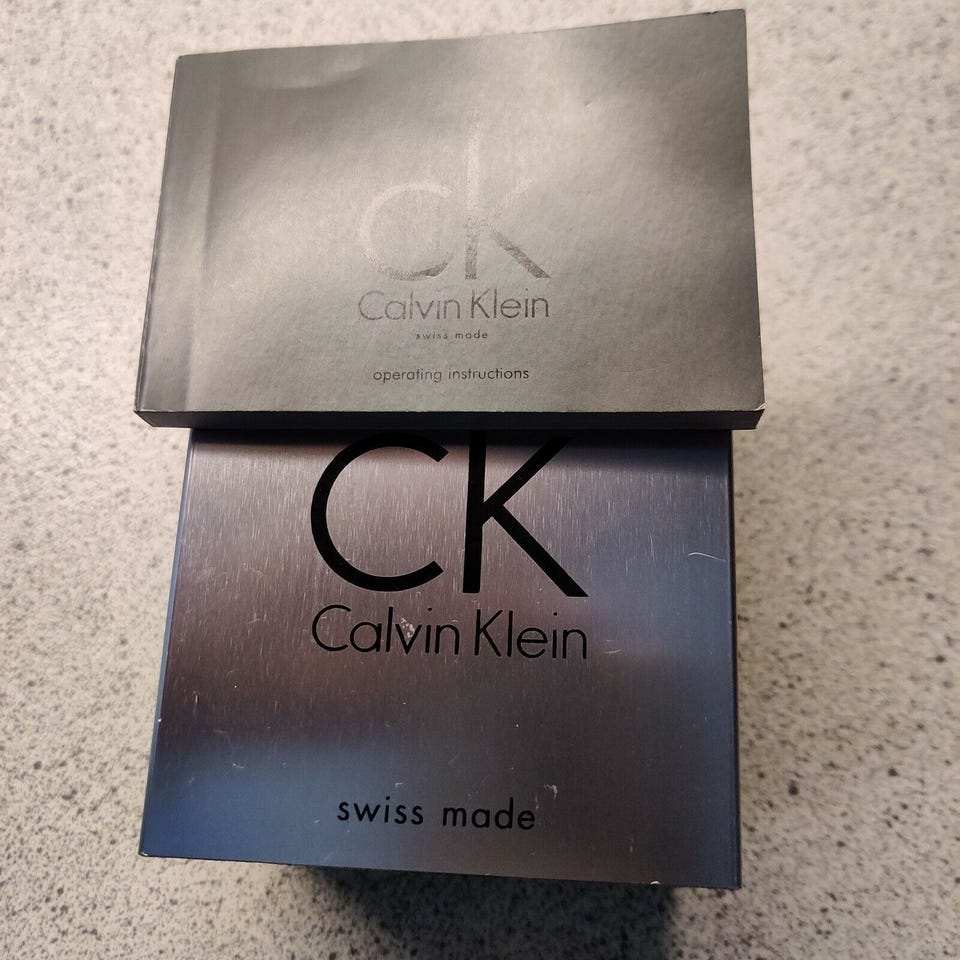 ck
Calvin Klein
swiss made
operating instructions
CK
Calvin Klein
swiss made